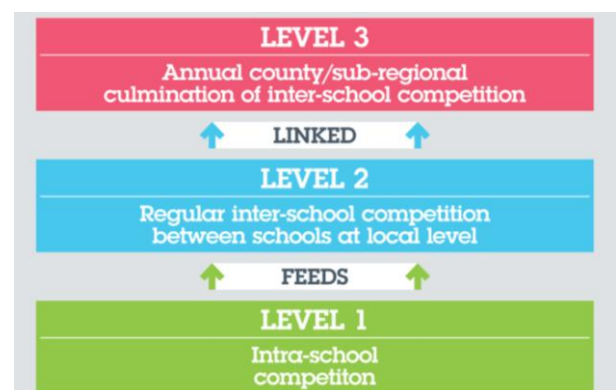 LEVEL 3
Annual county/sub-regional
culmination of inter-school competition
LINKED
LEVEL 2
Regular inter-school competition
between schools at local level
FEEDS
LEVEL 1
Intra-school
competiton